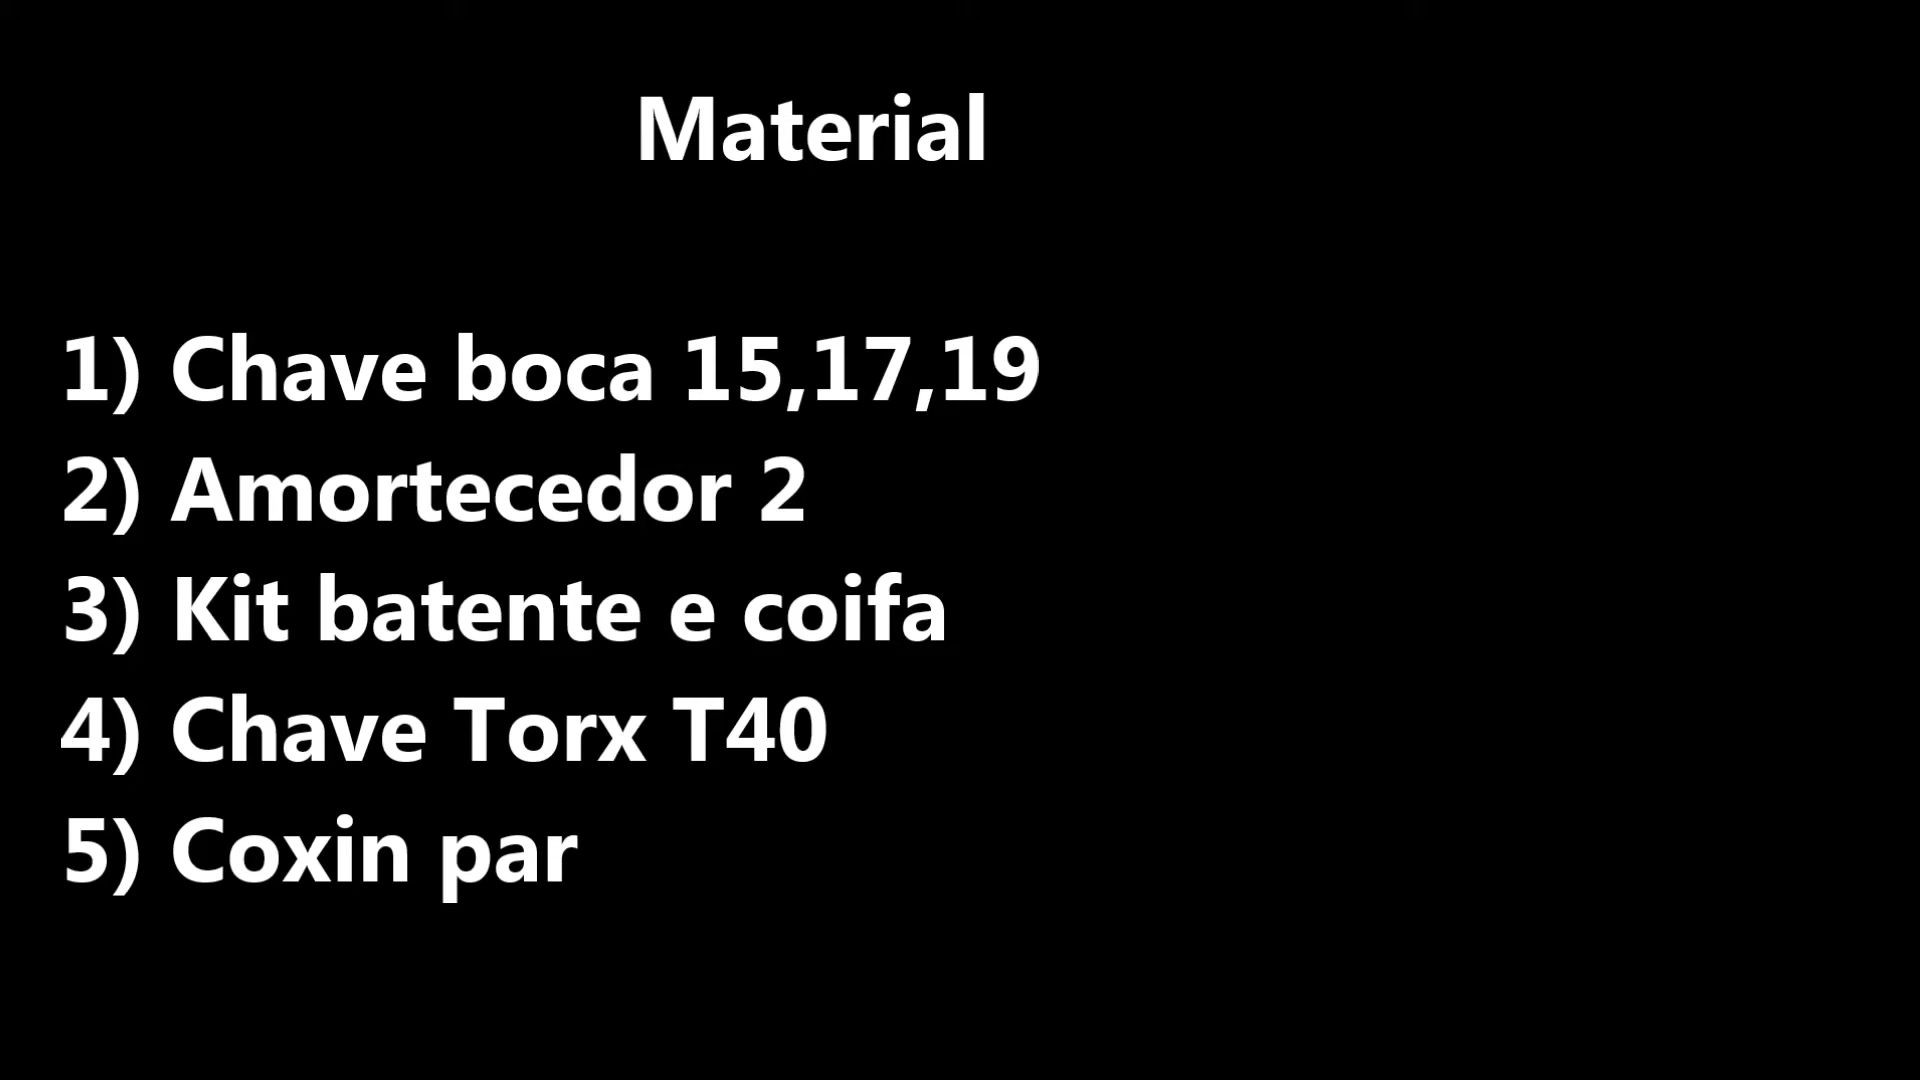 Material
1) Chave boca 15,17,19
2) Amortecedor 2
3) Kit batente e coifa
4) Chave Torx T40
5) Coxin par